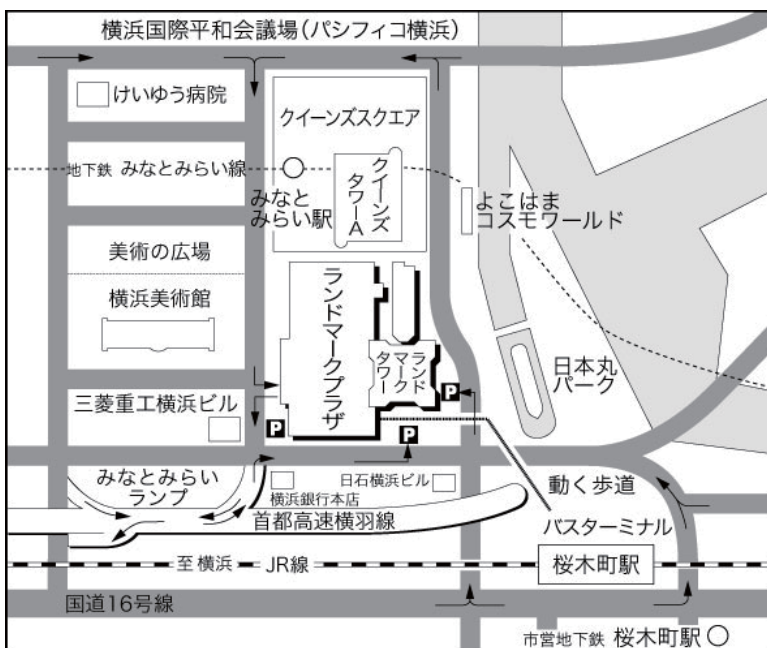 横浜国際平和会議場(パシフィコ横浜)
けいゆう病院
クイーンズスクエア
地下鉄 みなとみらい線
みなと
みらい駅
クイーンズ
タワーA
よこはま
コスモワールド
美術の広場
横浜美術館
ランドマークプラザ
ランド
マーク
タワー
日本丸
パーク
三菱重工横浜ビル
P
P
P
みなとみらい
ランプ
横浜銀行本店
日石横浜ビル
動く歩道
首都高速横羽線
バスターミナル
至横浜
JR線
桜木町駅
国道16号線
市営地下鉄 桜木町駅